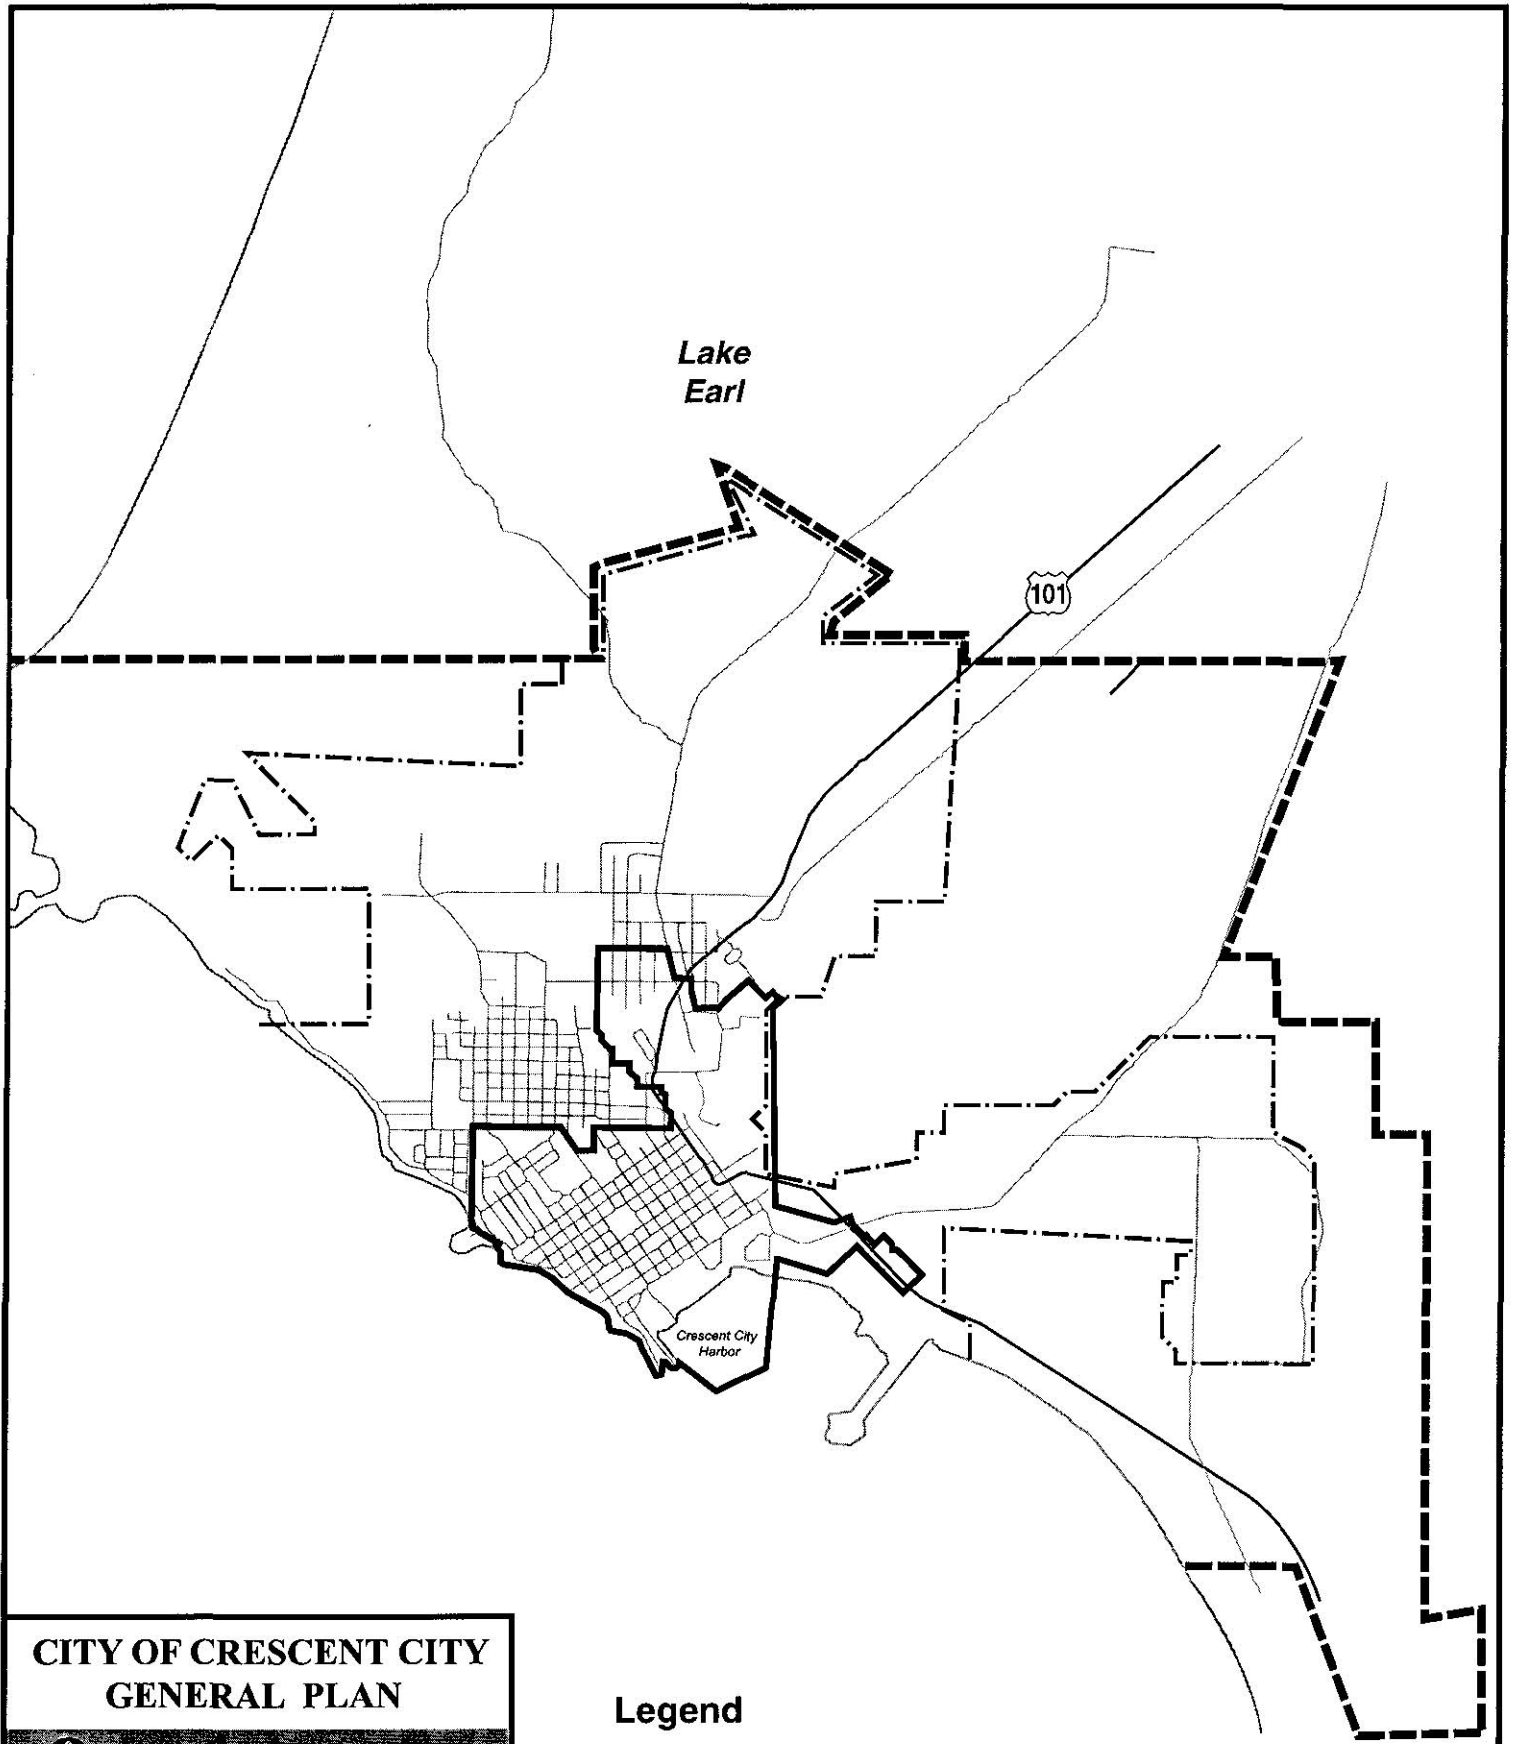 Lake
Earl
101
Crescent City
Harbor
CITY OF CRESCENT CITY
GENERAL PLAN
Legend